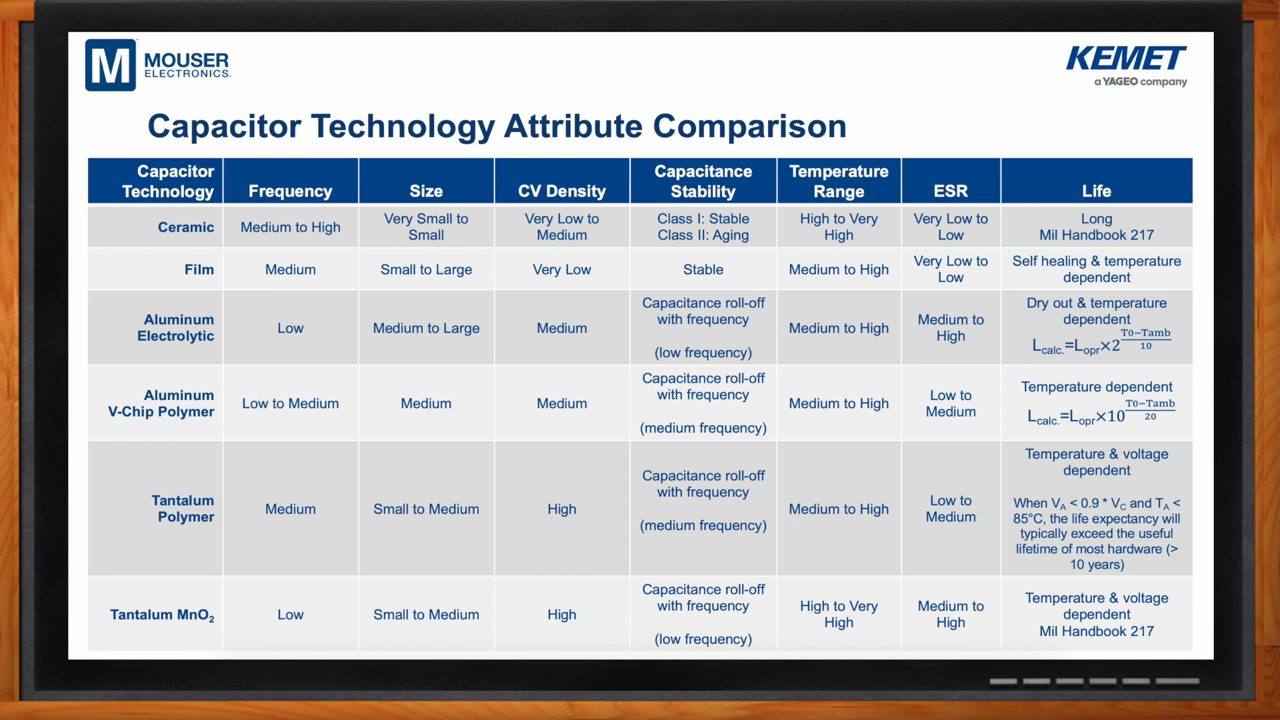 M MOUSER
ELECTRONICS.
KEMET
a YAGEO company
Capacitor Technology Attribute Comparison
Capacitor
Technology
Frequency
Size
CV Density
Capacitance
Stability
Temperature
Range
ESR
Life
Ceramic
Medium to High
Very Small to
Small
Very Low to
Medium
Class I: Stable
Class II: Aging
High to Very
High
Very Low to
Low
Long
Mil Handbook 217
Film
Medium
Small to Large
Very Low
Stable
Medium to High
Very Low to
Low
Self healing & temperature
dependent
Aluminum
Electrolytic
Low
Medium to Large
Medium
Capacitance roll-off
with frequency
(low frequency)
Medium to High
Medium to
High
Dry out & temperature
dependent
L_calc.=L_opr×2^((T0−Tamb)/10)
Aluminum
V-Chip Polymer
Low to Medium
Medium
Medium
Capacitance roll-off
with frequency
(medium frequency)
Medium to High
Low to
Medium
Temperature dependent
L_calc.=L_opr×10^((T0−Tamb)/20)
Tantalum
Polymer
Medium
Small to Medium
High
Capacitance roll-off
with frequency
(medium frequency)
Medium to High
Low to
Medium
Temperature & voltage
dependent
When V_A < 0.9 * V_C and T_A <
85°C, the life expectancy will
typically exceed the useful
lifetime of most hardware (>
10 years)
Tantalum MnO₂
Low
Small to Medium
High
Capacitance roll-off
with frequency
(low frequency)
High to Very
High
Medium to
High
Temperature & voltage
dependent
Mil Handbook 217